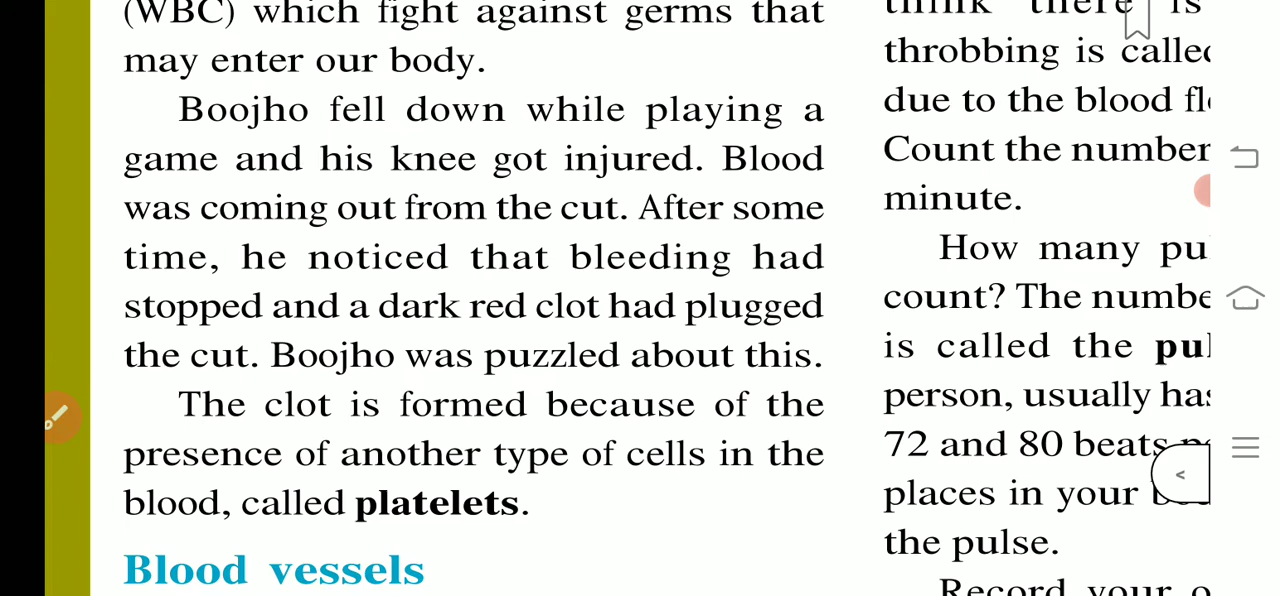 (WBC) which fight against germs that
may enter our body.
Boojho fell down while playing a
game and his knee got injured. Blood
was coming out from the cut. After some
time, he noticed that bleeding had
stopped and a dark red clot had plugged
the cut. Boojho was puzzled about this.
The clot is formed because of the
presence of another type of cells in the
blood, called platelets.
Blood vessels
think there is
throbbing is
due to the blood
Count the number
minute.
How many
count? The
is called the
person, usually
72 and 80 beats
places in your
the pulse.
Record your